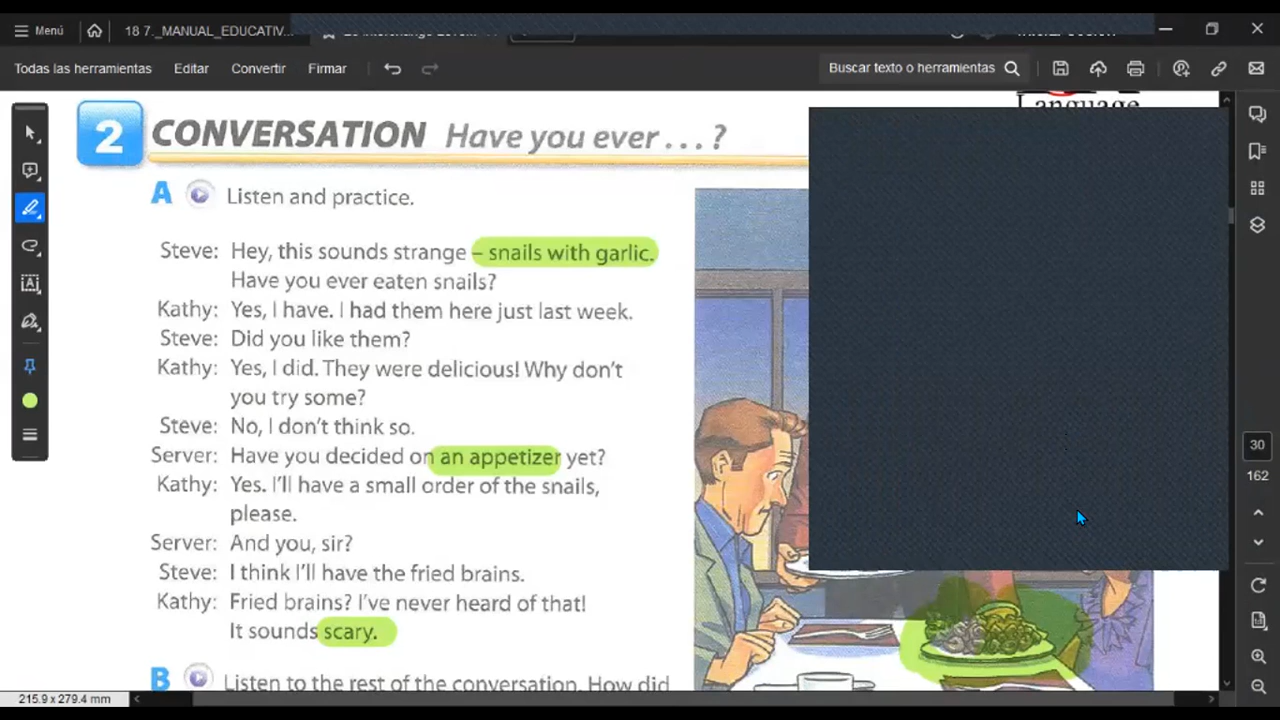 Menú 18 7._MANUAL_EDUCATIV...
Todas las herramientas Editar Convertir Firmar Buscar texto o herramientas
Language
2 CONVERSATION Have you ever . . . ?
A Listen and practice.
Steve: Hey, this sounds strange – snails with garlic.
Have you ever eaten snails?
Kathy: Yes, I have. I had them here just last week.
Steve: Did you like them?
Kathy: Yes, I did. They were delicious! Why don't
you try some?
Steve: No, I don't think so.
Server: Have you decided on an appetizer yet?
Kathy: Yes. I'll have a small order of the snails,
please.
Server: And you, sir?
Steve: I think I'll have the fried brains.
Kathy: Fried brains? I've never heard of that!
It sounds scary.
B Listen to the rest of the conversation. How did
30
162
215.9 x 279.4 mm